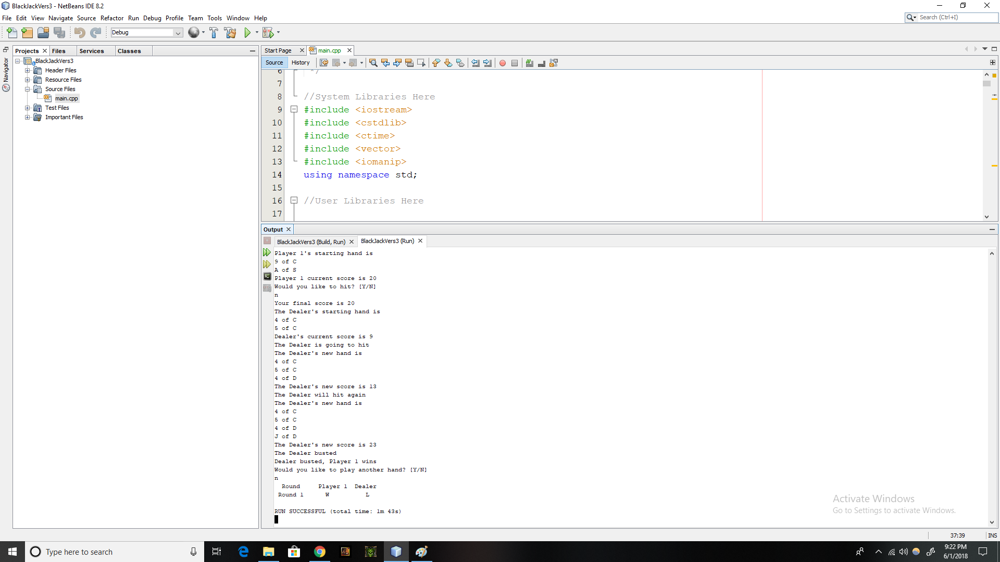 BlackJackVers3 - NetBeans IDE 8.2
File Edit View Navigate Source Refactor Run Debug Profile Team Tools Window Help
Search (Ctrl+I)
Debug
Projects Files Services Classes
Navigator
BlackJackVers3
Header Files
Resource Files
Source Files
main.cpp
Test Files
Important Files
Start Page main.cpp
Source History
6 */
7
8 //System Libraries Here
9 #include <iostream>
10 #include <cstdlib>
11 #include <ctime>
12 #include <vector>
13 #include <iomanip>
14 using namespace std;
15
16 //User Libraries Here
17
Output
BlackJackVers3 (Build, Run) BlackJackVers3 (Run)
Player 1's starting hand is
9 of C
A of S
Player 1 current score is 20
Would you like to hit? [Y/N]
n
Your final score is 20
The Dealer's starting hand is
4 of C
5 of C
Dealer's current score is 9
The Dealer is going to hit
The Dealer's new hand is
4 of C
5 of C
4 of D
The Dealer's new score is 13
The Dealer will hit again
The Dealer's new hand is
4 of C
5 of C
4 of D
J of D
The Dealer's new score is 23
The Dealer busted
Dealer busted, Player 1 wins
Would you like to play another hand? [Y/N]
n
Round Player 1 Dealer
Round 1 W L
RUN SUCCESSFUL (total time: 1m 43s)
Activate Windows
Go to Settings to activate Windows.
37:39 INS
Type here to search
9:22 PM
6/1/2018